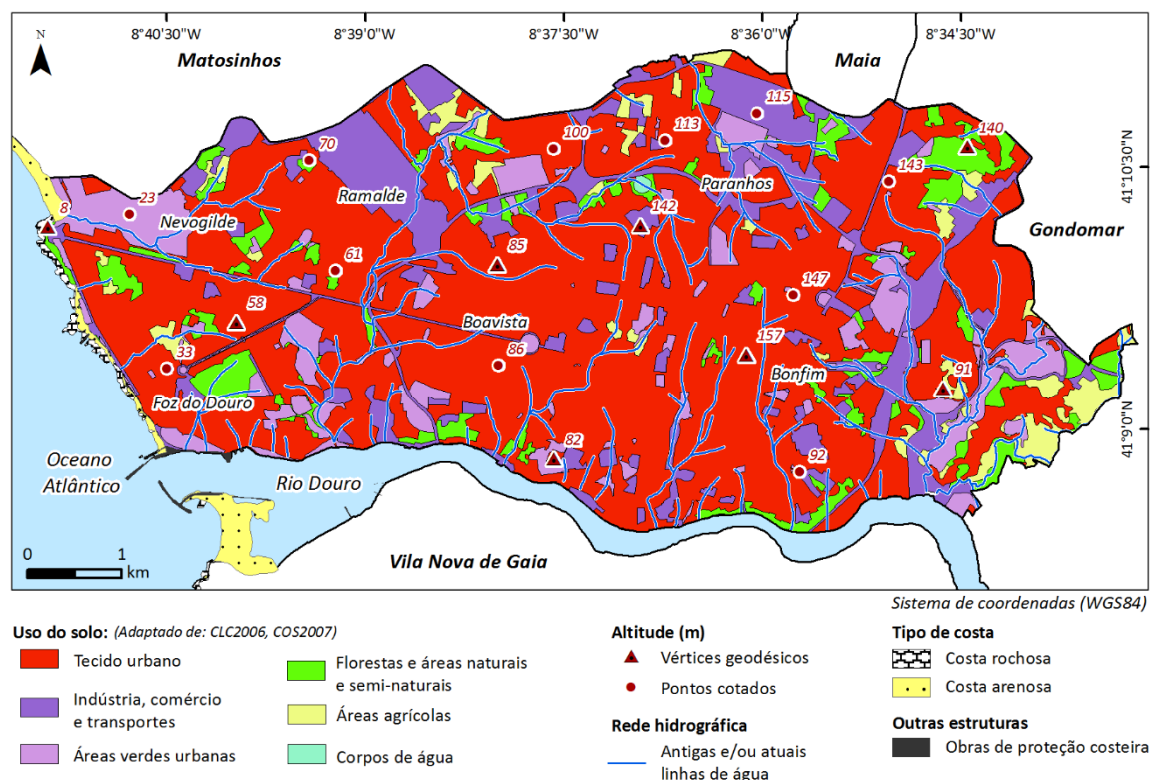 8°40'30"W 8°39'0"W 8°37'30"W 8°36'0"W 8°34'30"W
N
Matosinhos
Maia
115
140
100
113
70
143
41°10'30"N
Paranhos
Ramalde
23
8
Nevogilde
142
Gondomar
85
61
147
58
Boavista
157
86
33
Bonfim
91
Foz do Douro
41°9'0"N
82
92
Oceano
Atlântico
Rio Douro
0 1
km
Vila Nova de Gaia
Sistema de coordenadas (WGS84)
Uso do solo: (Adaptado de: CLC2006, COS2007)
Tecido urbano
Indústria, comércio
e transportes
Áreas verdes urbanas
Florestas e áreas naturais
e semi-naturais
Áreas agrícolas
Corpos de água
Altitude (m)
Vértices geodésicos
Pontos cotados
Rede hidrográfica
Antigas e/ou atuais
linhas de água
Tipo de costa
Costa rochosa
Costa arenosa
Outras estruturas
Obras de proteção costeira